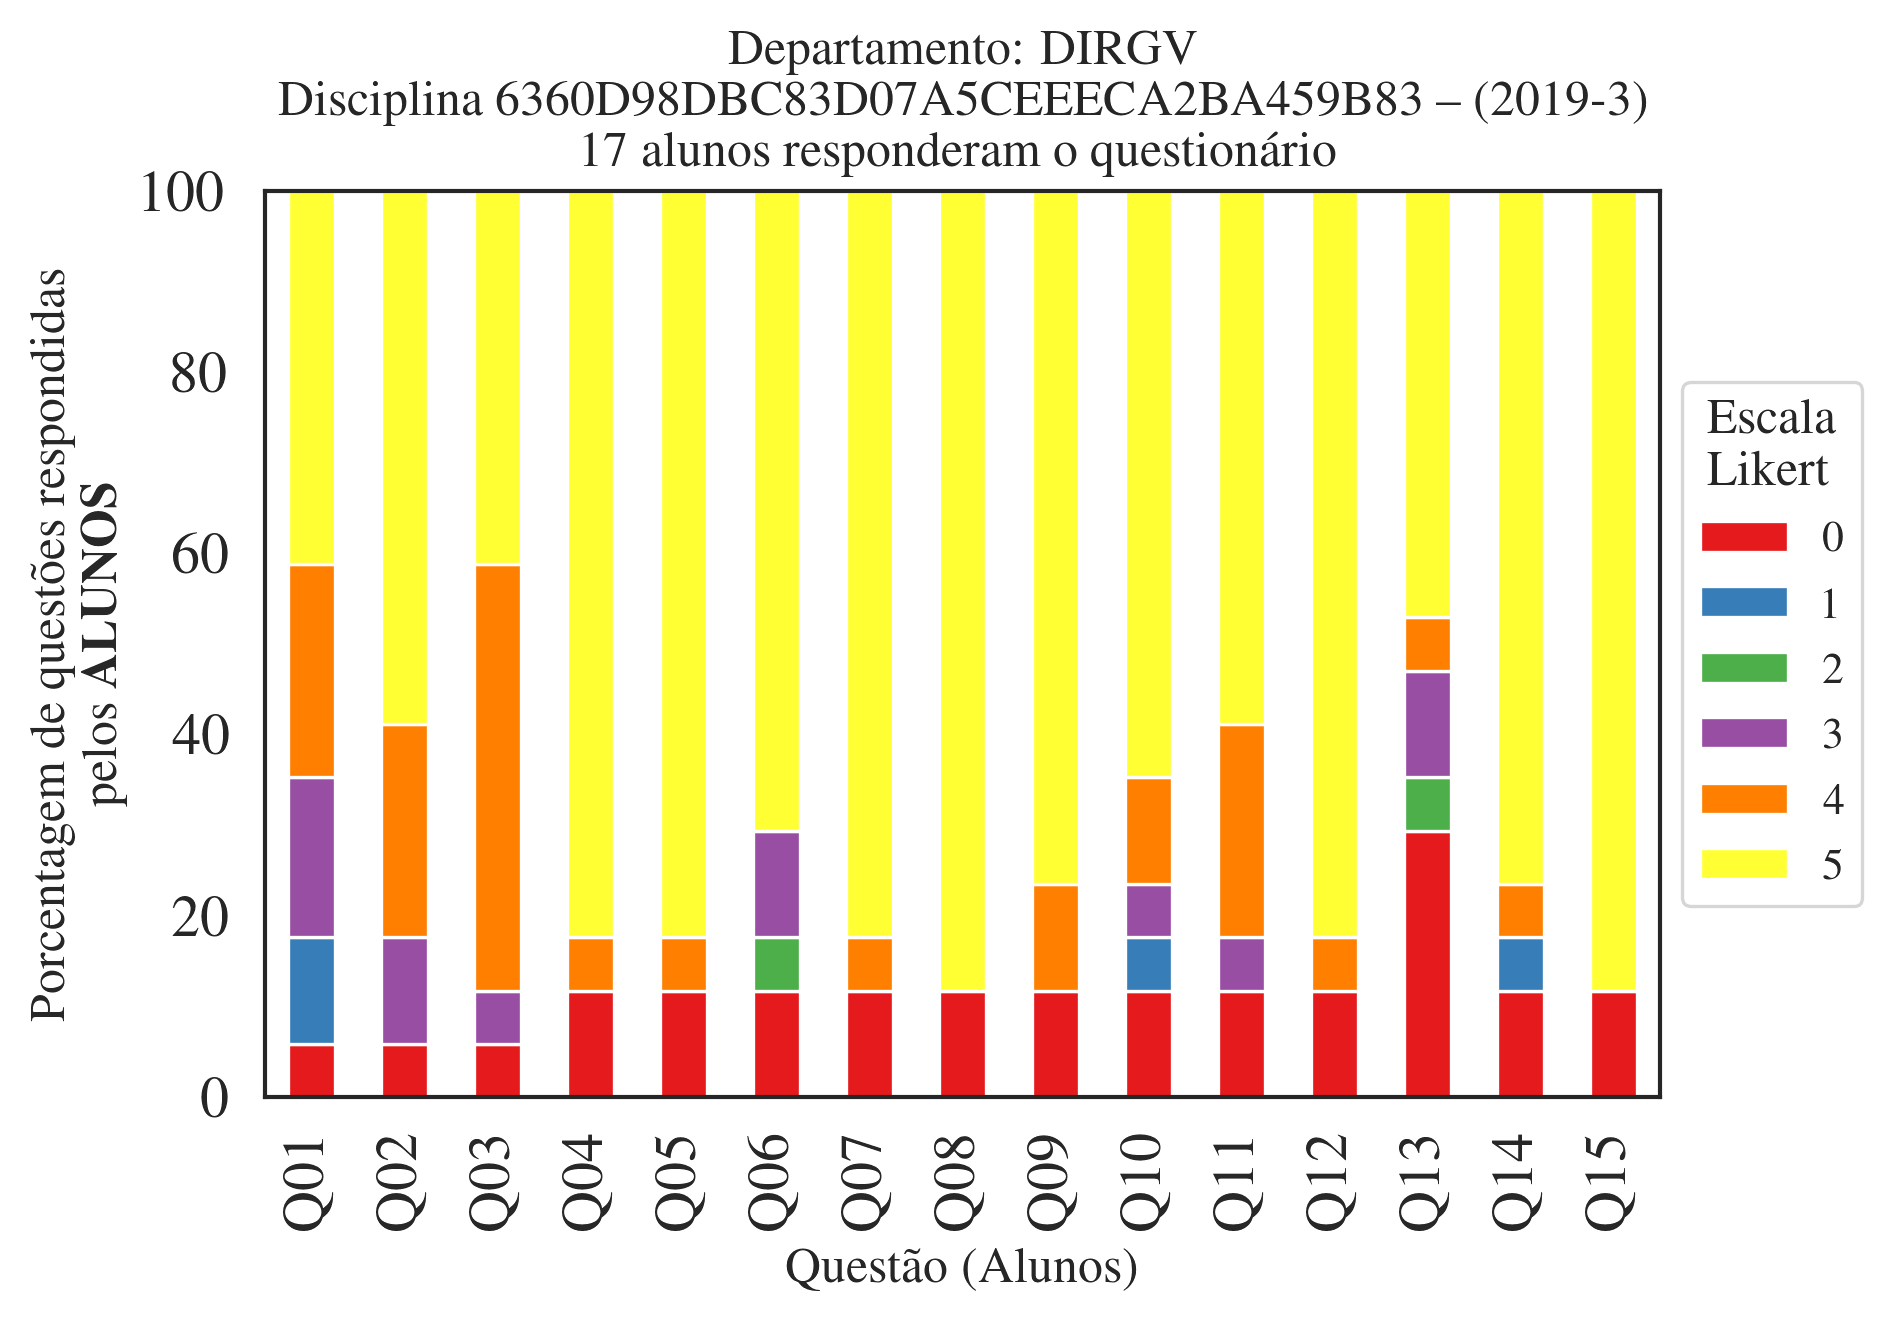 Departamento: DIRGV
Disciplina 6360D98DBC83D07A5CEEECA2BA459B83 – (2019-3)
17 alunos responderam o questionário
100
80
60
40
20
0
Porcentagem de questões respondidas
pelos ALUNOS
Q01
Q02
Q03
Q04
Q05
Q06
Q07
Q08
Q09
Q10
Q11
Q12
Q13
Q14
Q15
Questão (Alunos)
Escala
Likert
0
1
2
3
4
5